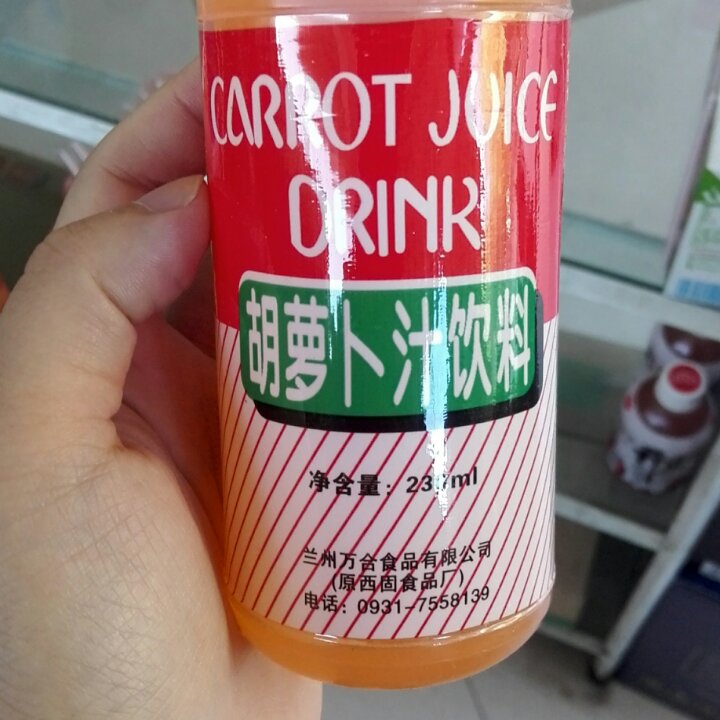 CARROT JUICE
DRINK
胡萝卜汁饮料
净含量：
兰州万合食品有限公司
(原西固食品厂)
电话：0931-7558139